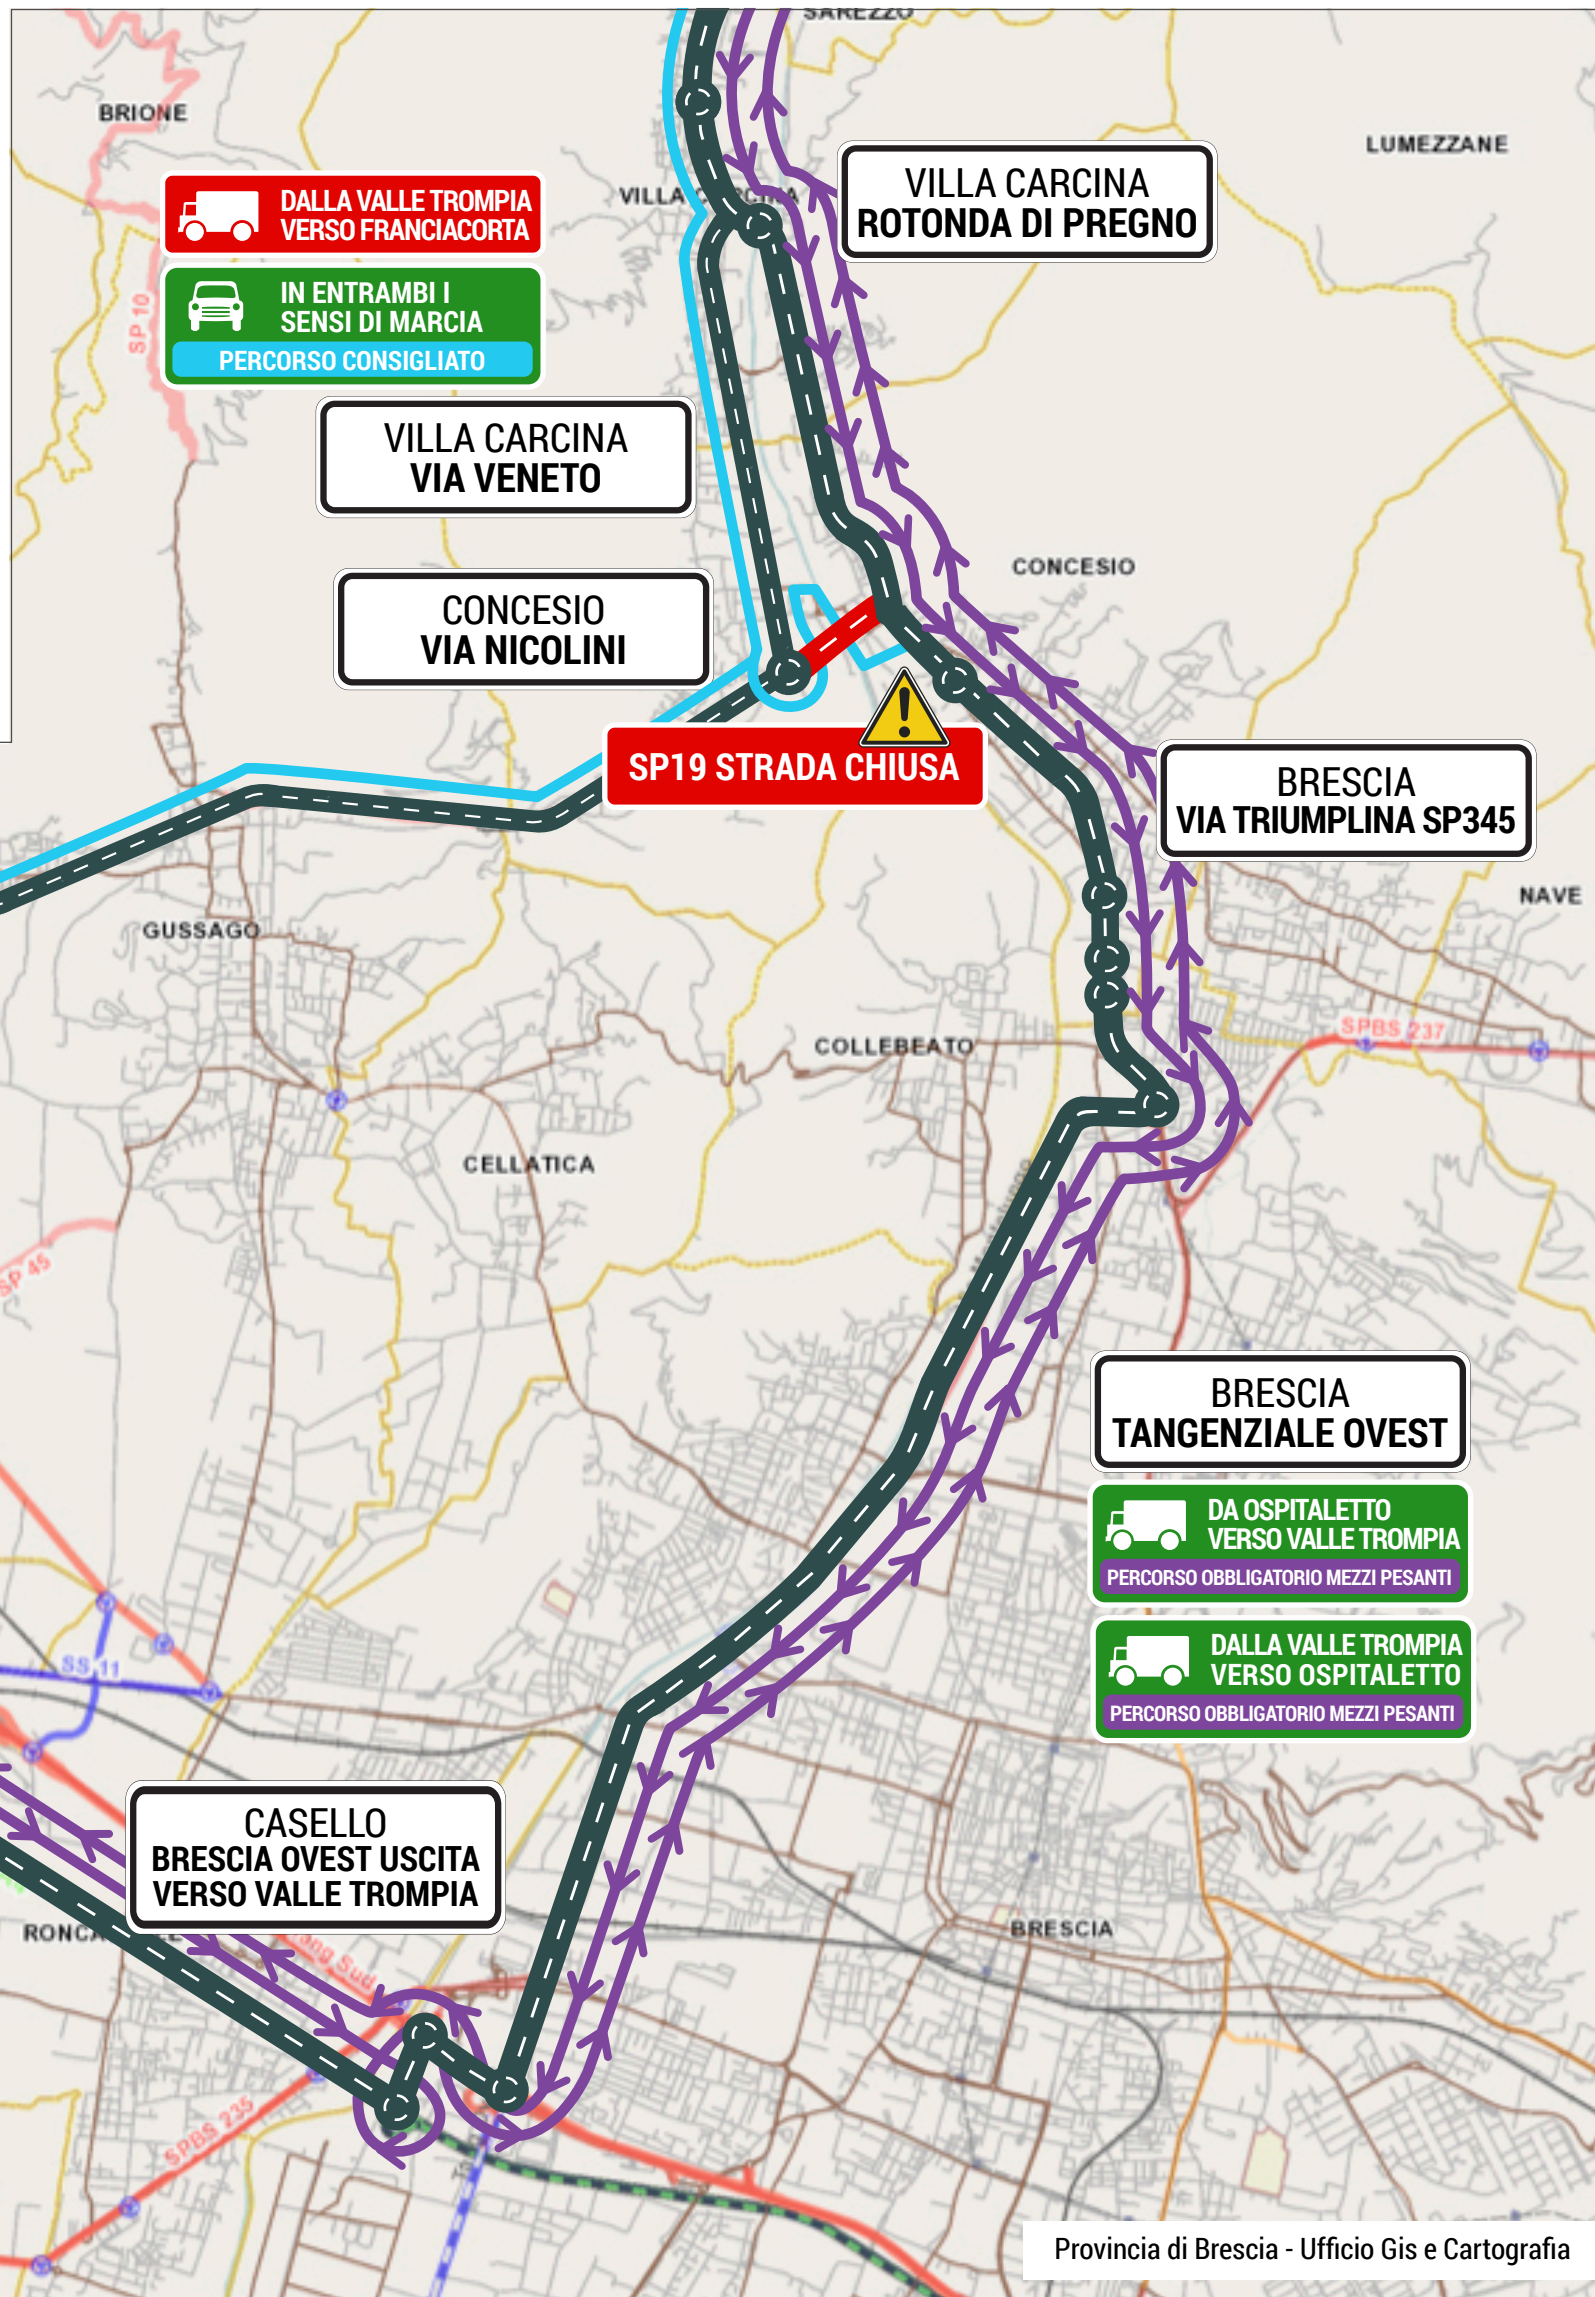 SAREZZO
BRIONE
LUMEZZANE
DALLA VALLE TROMPIA
VERSO FRANCIACORTA
VILLA CARCINA
VILLA CARCINA
ROTONDA DI PREGNO
IN ENTRAMBI I
SENSI DI MARCIA
PERCORSO CONSIGLIATO
SP 10
VILLA CARCINA
VIA VENETO
CONCESIO
CONCESIO
VIA NICOLINI
SP19 STRADA CHIUSA
BRESCIA
VIA TRIUMPLINA SP345
NAVE
GUSSAGO
SPBS 237
COLLEBEATO
CELLATICA
SP 45
BRESCIA
TANGENZIALE OVEST
DA OSPITALETTO
VERSO VALLE TROMPIA
PERCORSO OBBLIGATORIO MEZZI PESANTI
DALLA VALLE TROMPIA
VERSO OSPITALETTO
PERCORSO OBBLIGATORIO MEZZI PESANTI
SS 11
CASELLO
BRESCIA OVEST USCITA
VERSO VALLE TROMPIA
BRESCIA
Tang Sud
SPBS 235
Provincia di Brescia - Ufficio Gis e Cartografia